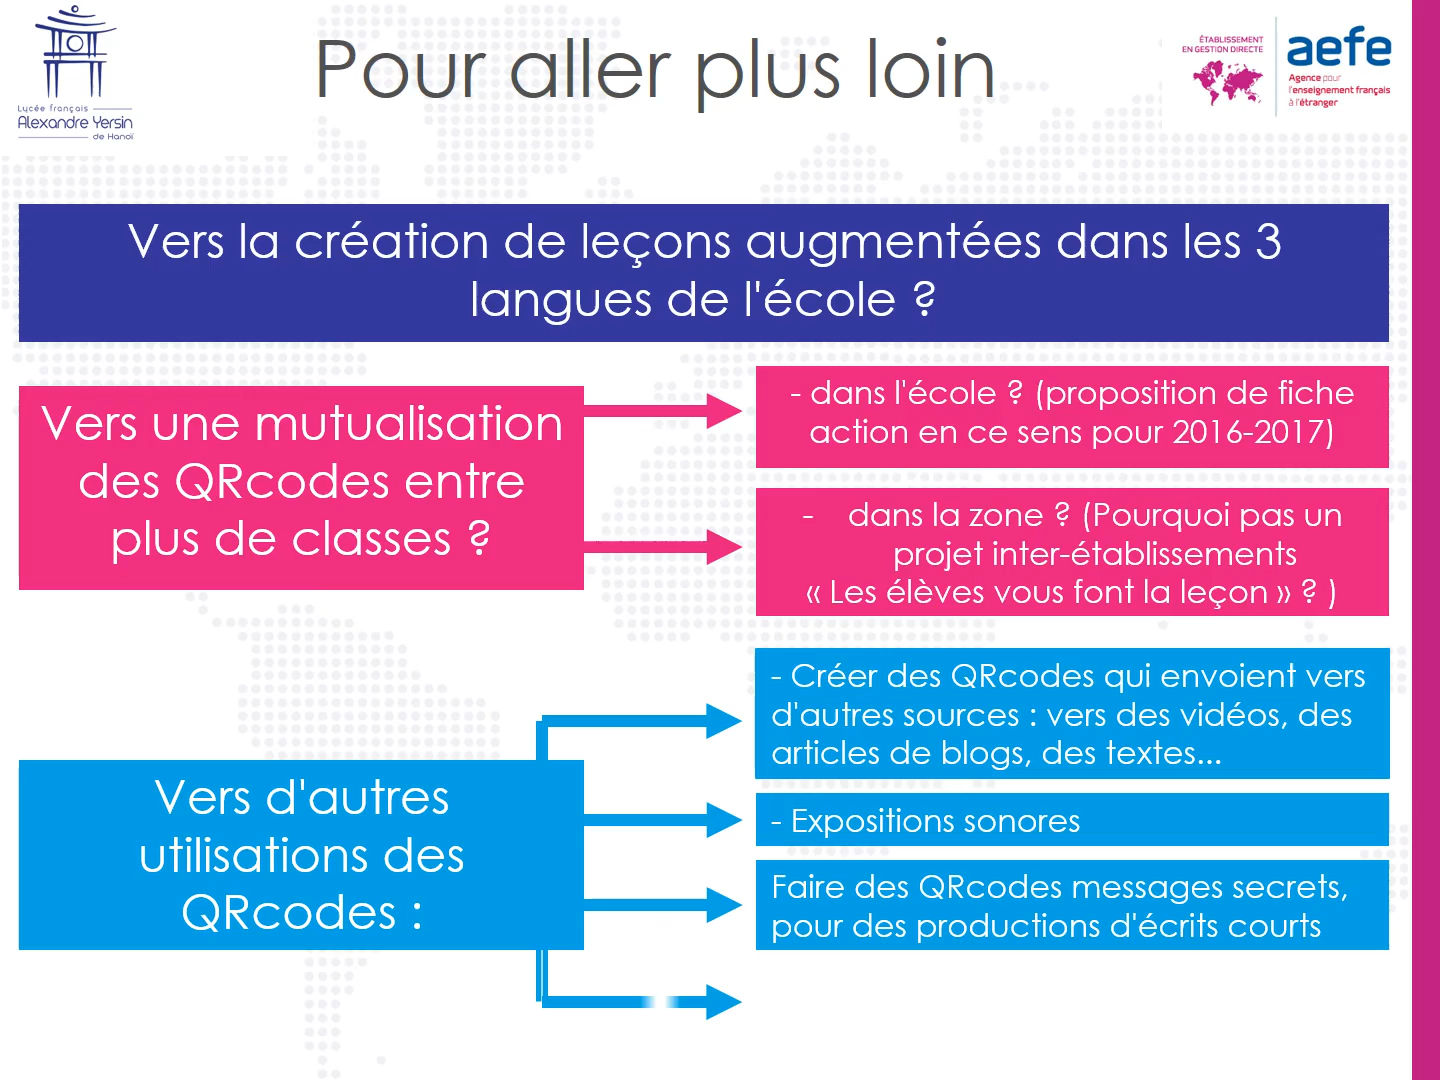 Lycée français
Alexandre Yersin
de Hanoï
Pour aller plus loin
ÉTABLISSEMENT
EN GESTION DIRECTE
aefe
Agence pour
l'enseignement français
à l'étranger
Vers la création de leçons augmentées dans les 3
langues de l'école ?
Vers une mutualisation
des QRcodes entre
plus de classes ?
- dans l'école ? (proposition de fiche
action en ce sens pour 2016-2017)
- dans la zone ? (Pourquoi pas un
projet inter-établissements
« Les élèves vous font la leçon » ? )
Vers d'autres
utilisations des
QRcodes :
- Créer des QRcodes qui envoient vers
d'autres sources : vers des vidéos, des
articles de blogs, des textes...
- Expositions sonores
Faire des QRcodes messages secrets,
pour des productions d'écrits courts